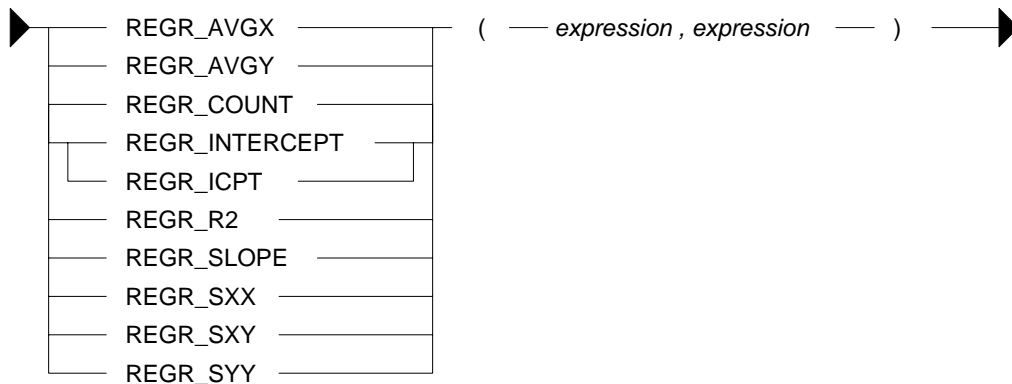 REGR_AVGX ( expression , expression )
REGR_AVGY
REGR_COUNT
REGR_INTERCEPT
REGR_ICPT
REGR_R2
REGR_SLOPE
REGR_SXX
REGR_SXY
REGR_SYY